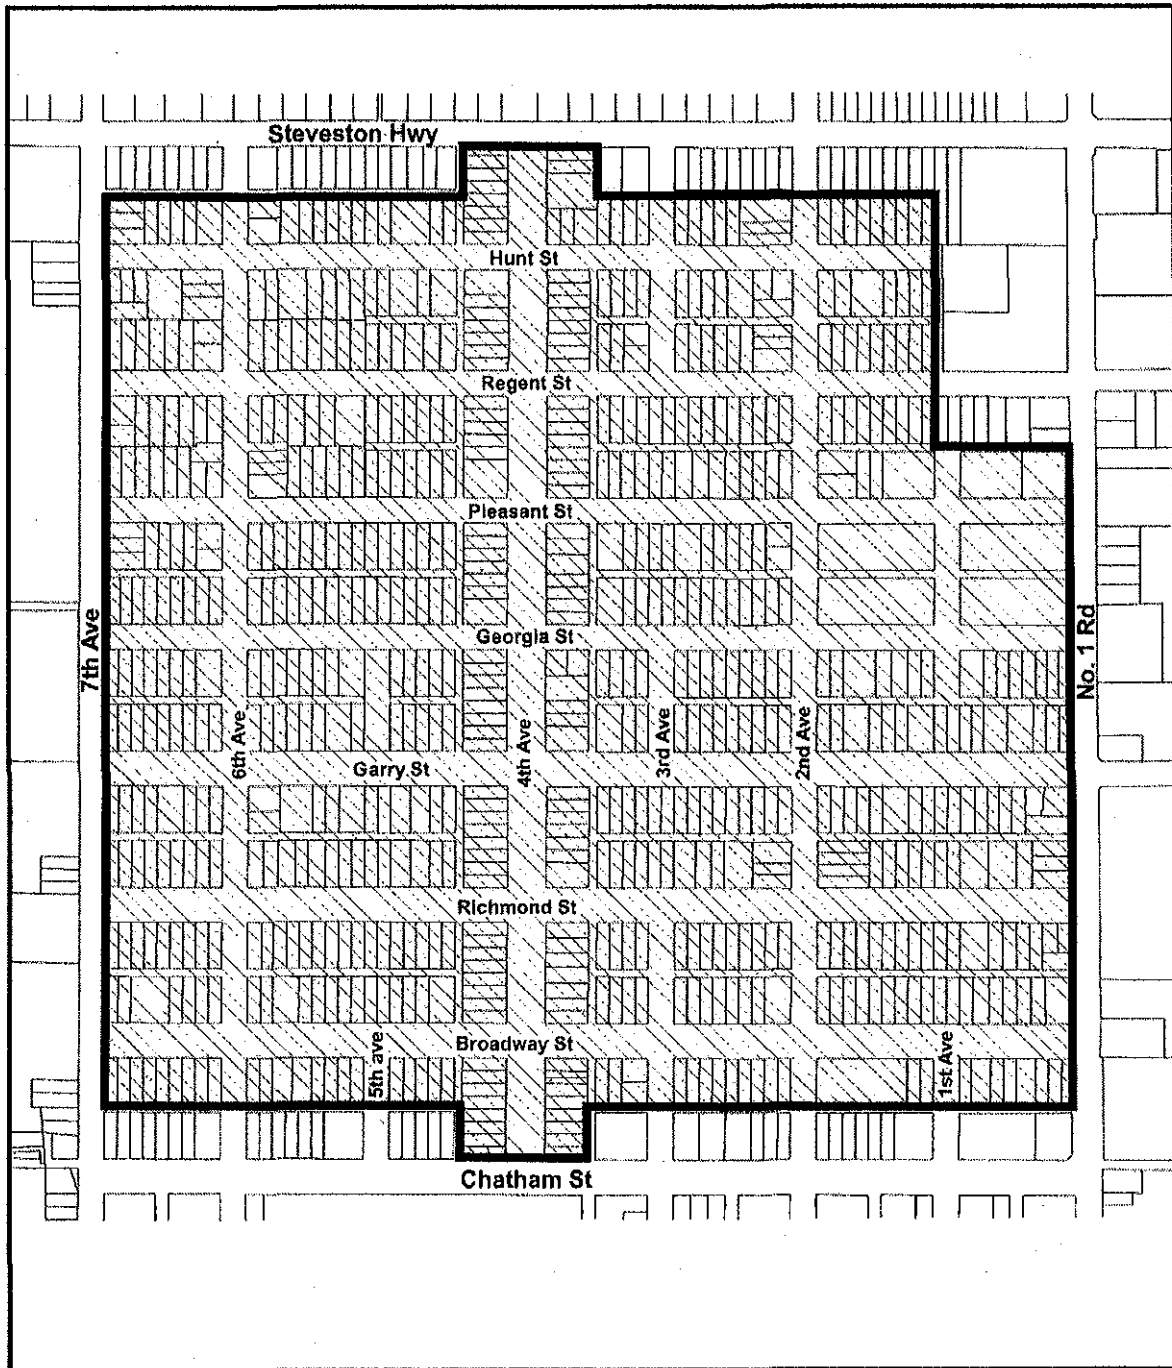 Steveston Hwy
Hunt St
Regent St
Pleasant St
Georgia St
7th Ave
No. 1 Rd
6th Ave
4th Ave
3rd Ave
2nd Ave
Garry St
Richmond St
Broadway St
5th ave
1st Ave
Chatham St